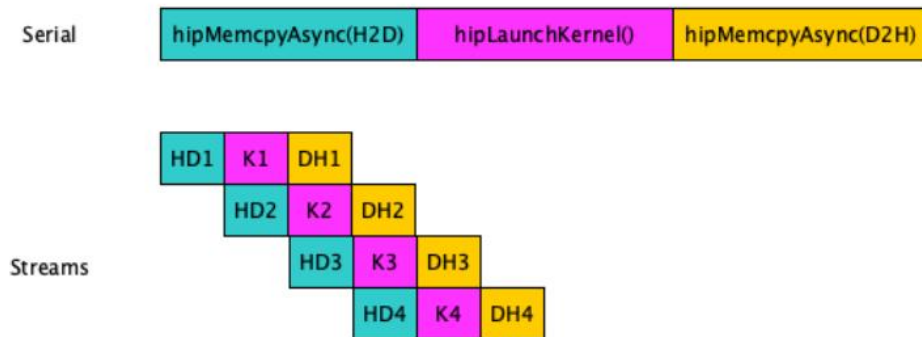 Serial hipMemcpyAsync(H2D) hipLaunchKernel() hipMemcpyAsync(D2H)
HD1 K1 DH1
HD2 K2 DH2
Streams
HD3 K3 DH3
HD4 K4 DH4